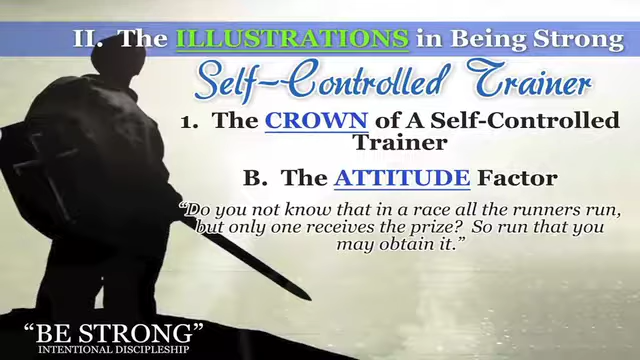 II. The ILLUSTRATIONS in Being Strong
Self-Controlled Trainer
1. The CROWN of A Self-Controlled
Trainer
B. The ATTITUDE Factor
“Do you not know that in a race all the runners run,
but only one receives the prize? So run that you
may obtain it.”
“BE STRONG”
INTENTIONAL DISCIPLESHIP